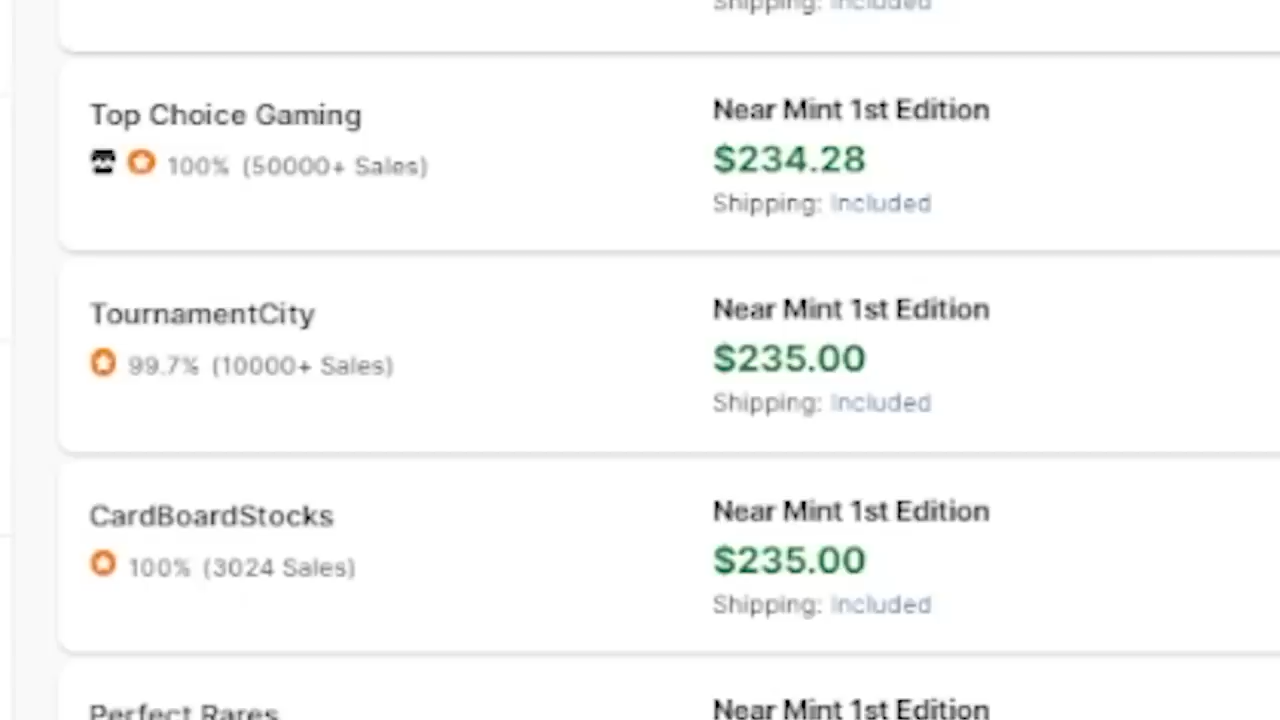 Shipping: Included
Top Choice Gaming
100% (50000+ Sales)
Near Mint 1st Edition
$234.28
Shipping: Included
TournamentCity
99.7% (10000+ Sales)
Near Mint 1st Edition
$235.00
Shipping: Included
CardBoardStocks
100% (3024 Sales)
Near Mint 1st Edition
$235.00
Shipping: Included
Perfect Rares
Near Mint 1st Edition